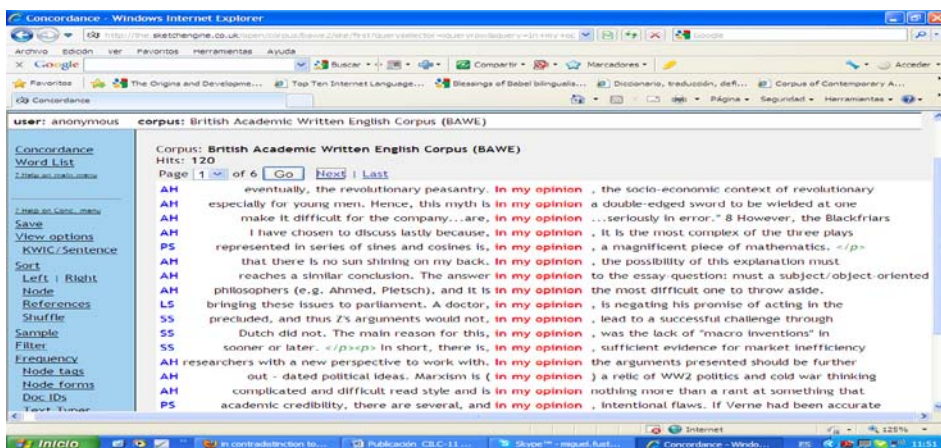 Concordance - Windows Internet Explorer
Archivo Edición Ver Favoritos Herramientas Ayuda
Google Buscar Compartir Marcadores Acceder
Favoritos The Origins and Developme... Top Ten Internet Language... Blessings of Babel bilinguals... Diccionario, traducción, defi... Corpus of Contemporary A...
Concordance Página Seguridad Herramientas
user: anonymous corpus: British Academic Written English Corpus (BAWE)
Concordance
Word List
? Help on main menu
? Help on Conc. menu
Save
View options
KWIC/Sentence
Sort
Left | Right
Node
References
Shuffle
Sample
Filter
Frequency
Node tags
Node forms
Doc IDs
Text Types
Corpus: British Academic Written English Corpus (BAWE)
Hits: 120
Page 1 of 6 Go Next | Last
AH eventually, the revolutionary peasantry. In my opinion , the socio-economic context of revolutionary
AH especially for young men. Hence, this myth is in my opinion a double-edged sword to be wielded at one
AH make it difficult for the company...are, in my opinion ...seriously in error." 8 However, the Blackfriars
AH I have chosen to discuss lastly because, in my opinion , it is the most complex of the three plays
PS represented in series of sines and cosines is, in my opinion , a magnificent piece of mathematics. </p>
AH that there is no sun shining on my back. In my opinion , the possibility of this explanation must
AH reaches a similar conclusion. The answer in my opinion to the essay-question: must a subject/object-oriented
AH philosophers (e.g. Ahmed, Pietsch), and it is in my opinion the most difficult one to throw aside.
LS bringing these issues to parliament. A doctor, in my opinion , is negating his promise of acting in the
SS precluded, and thus Z's arguments would not, in my opinion , lead to a successful challenge through
SS Dutch did not. The main reason for this, in my opinion , was the lack of "macro inventions" in
SS sooner or later. </p><p> In short, there is, in my opinion , sufficient evidence for market inefficiency
AH researchers with a new perspective to work with. In my opinion the arguments presented should be further
AH out - dated political ideas. Marxism is ( in my opinion ) a relic of WW2 politics and cold war thinking
AH complicated and difficult read style and is in my opinion nothing more than a rant at something that
PS academic credibility, there are several, and in my opinion , intentional flaws. If Verne had been accurate
Internet 125%
Inicio in contradistinction to... Publicación CILC-11 ... Skype™ - miguel.fust... Concordance - Windo... ES 11:51